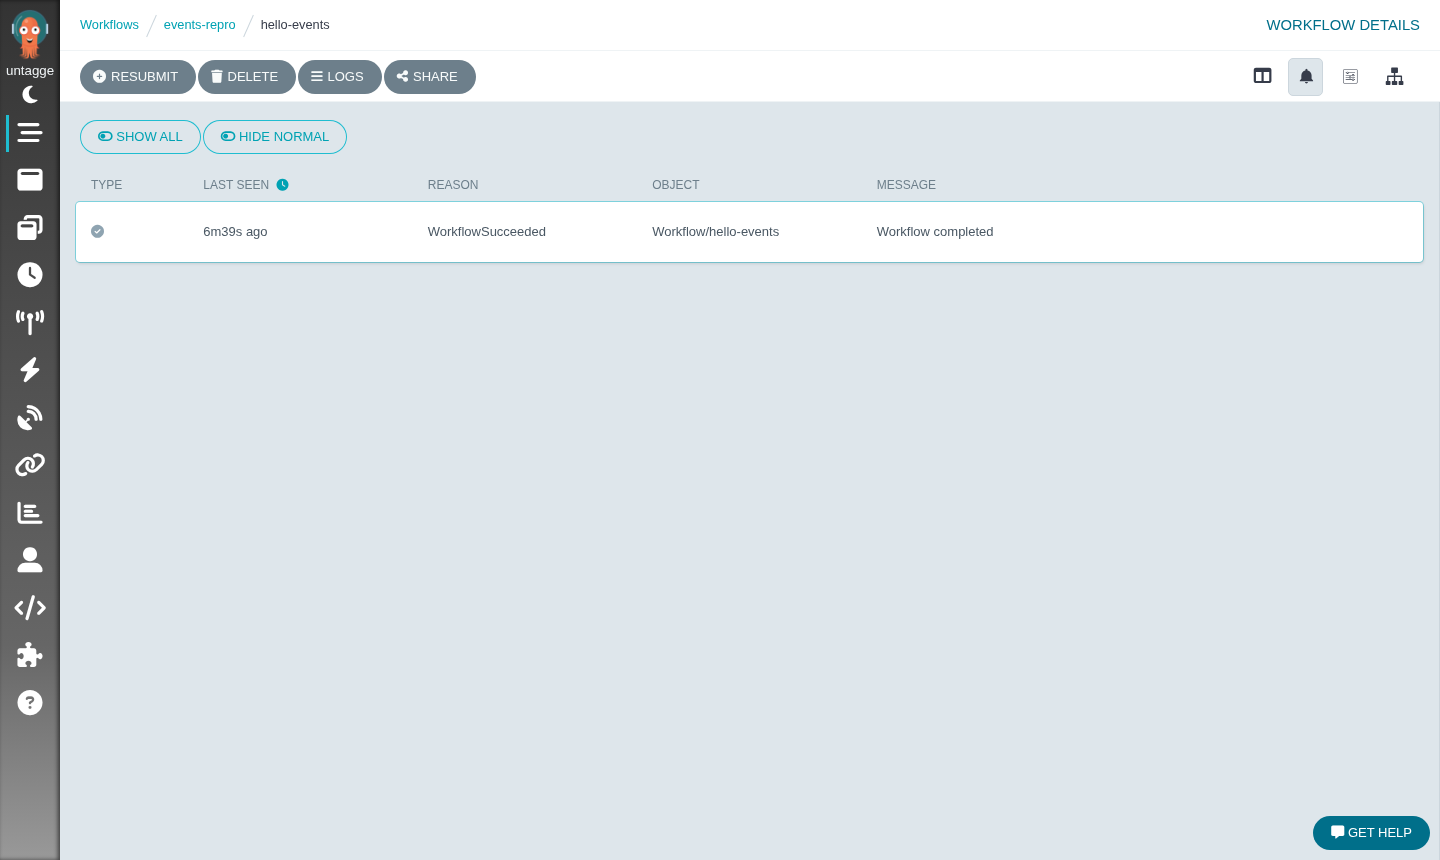 Workflows / events-repro / hello-events
WORKFLOW DETAILS
untagge
RESUBMIT DELETE LOGS SHARE
SHOW ALL HIDE NORMAL
TYPE LAST SEEN REASON OBJECT MESSAGE
6m39s ago WorkflowSucceeded Workflow/hello-events Workflow completed
GET HELP